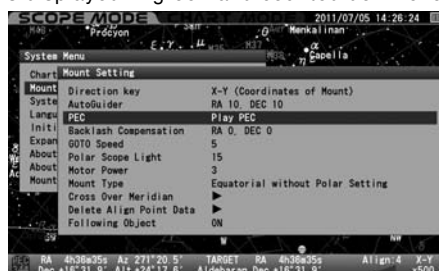 SCOPE MODE
CHART MODE
2011/07/05 14:26:24
Procyon
ξ, γ, μ
Menkalinan
α
H37
η Capella
System Menu
Chart
Mount
Syste
Langu
Initi
Expan
About
About
Mount
Mount Setting
Direction key X-Y (Coordinates of Mount)
AutoGuider RA 10, DEC 10
PEC Play PEC
Backlash Compensation RA 0, DEC 0
GOTO Speed 5
Polar Scope Light 15
Motor Power 3
Mount Type Equatorial without Polar Setting
Cross Over Meridian ▶
Delete Align Point Data ▶
Following Object ON
W
NW
RA 4h36m35s Az 271°20.5' TARGET RA 4h36m35s Align:4 X-Y
Dec +16°31.9' Alt +24°17.6' Aldebaran Dec +16°31.9' x500